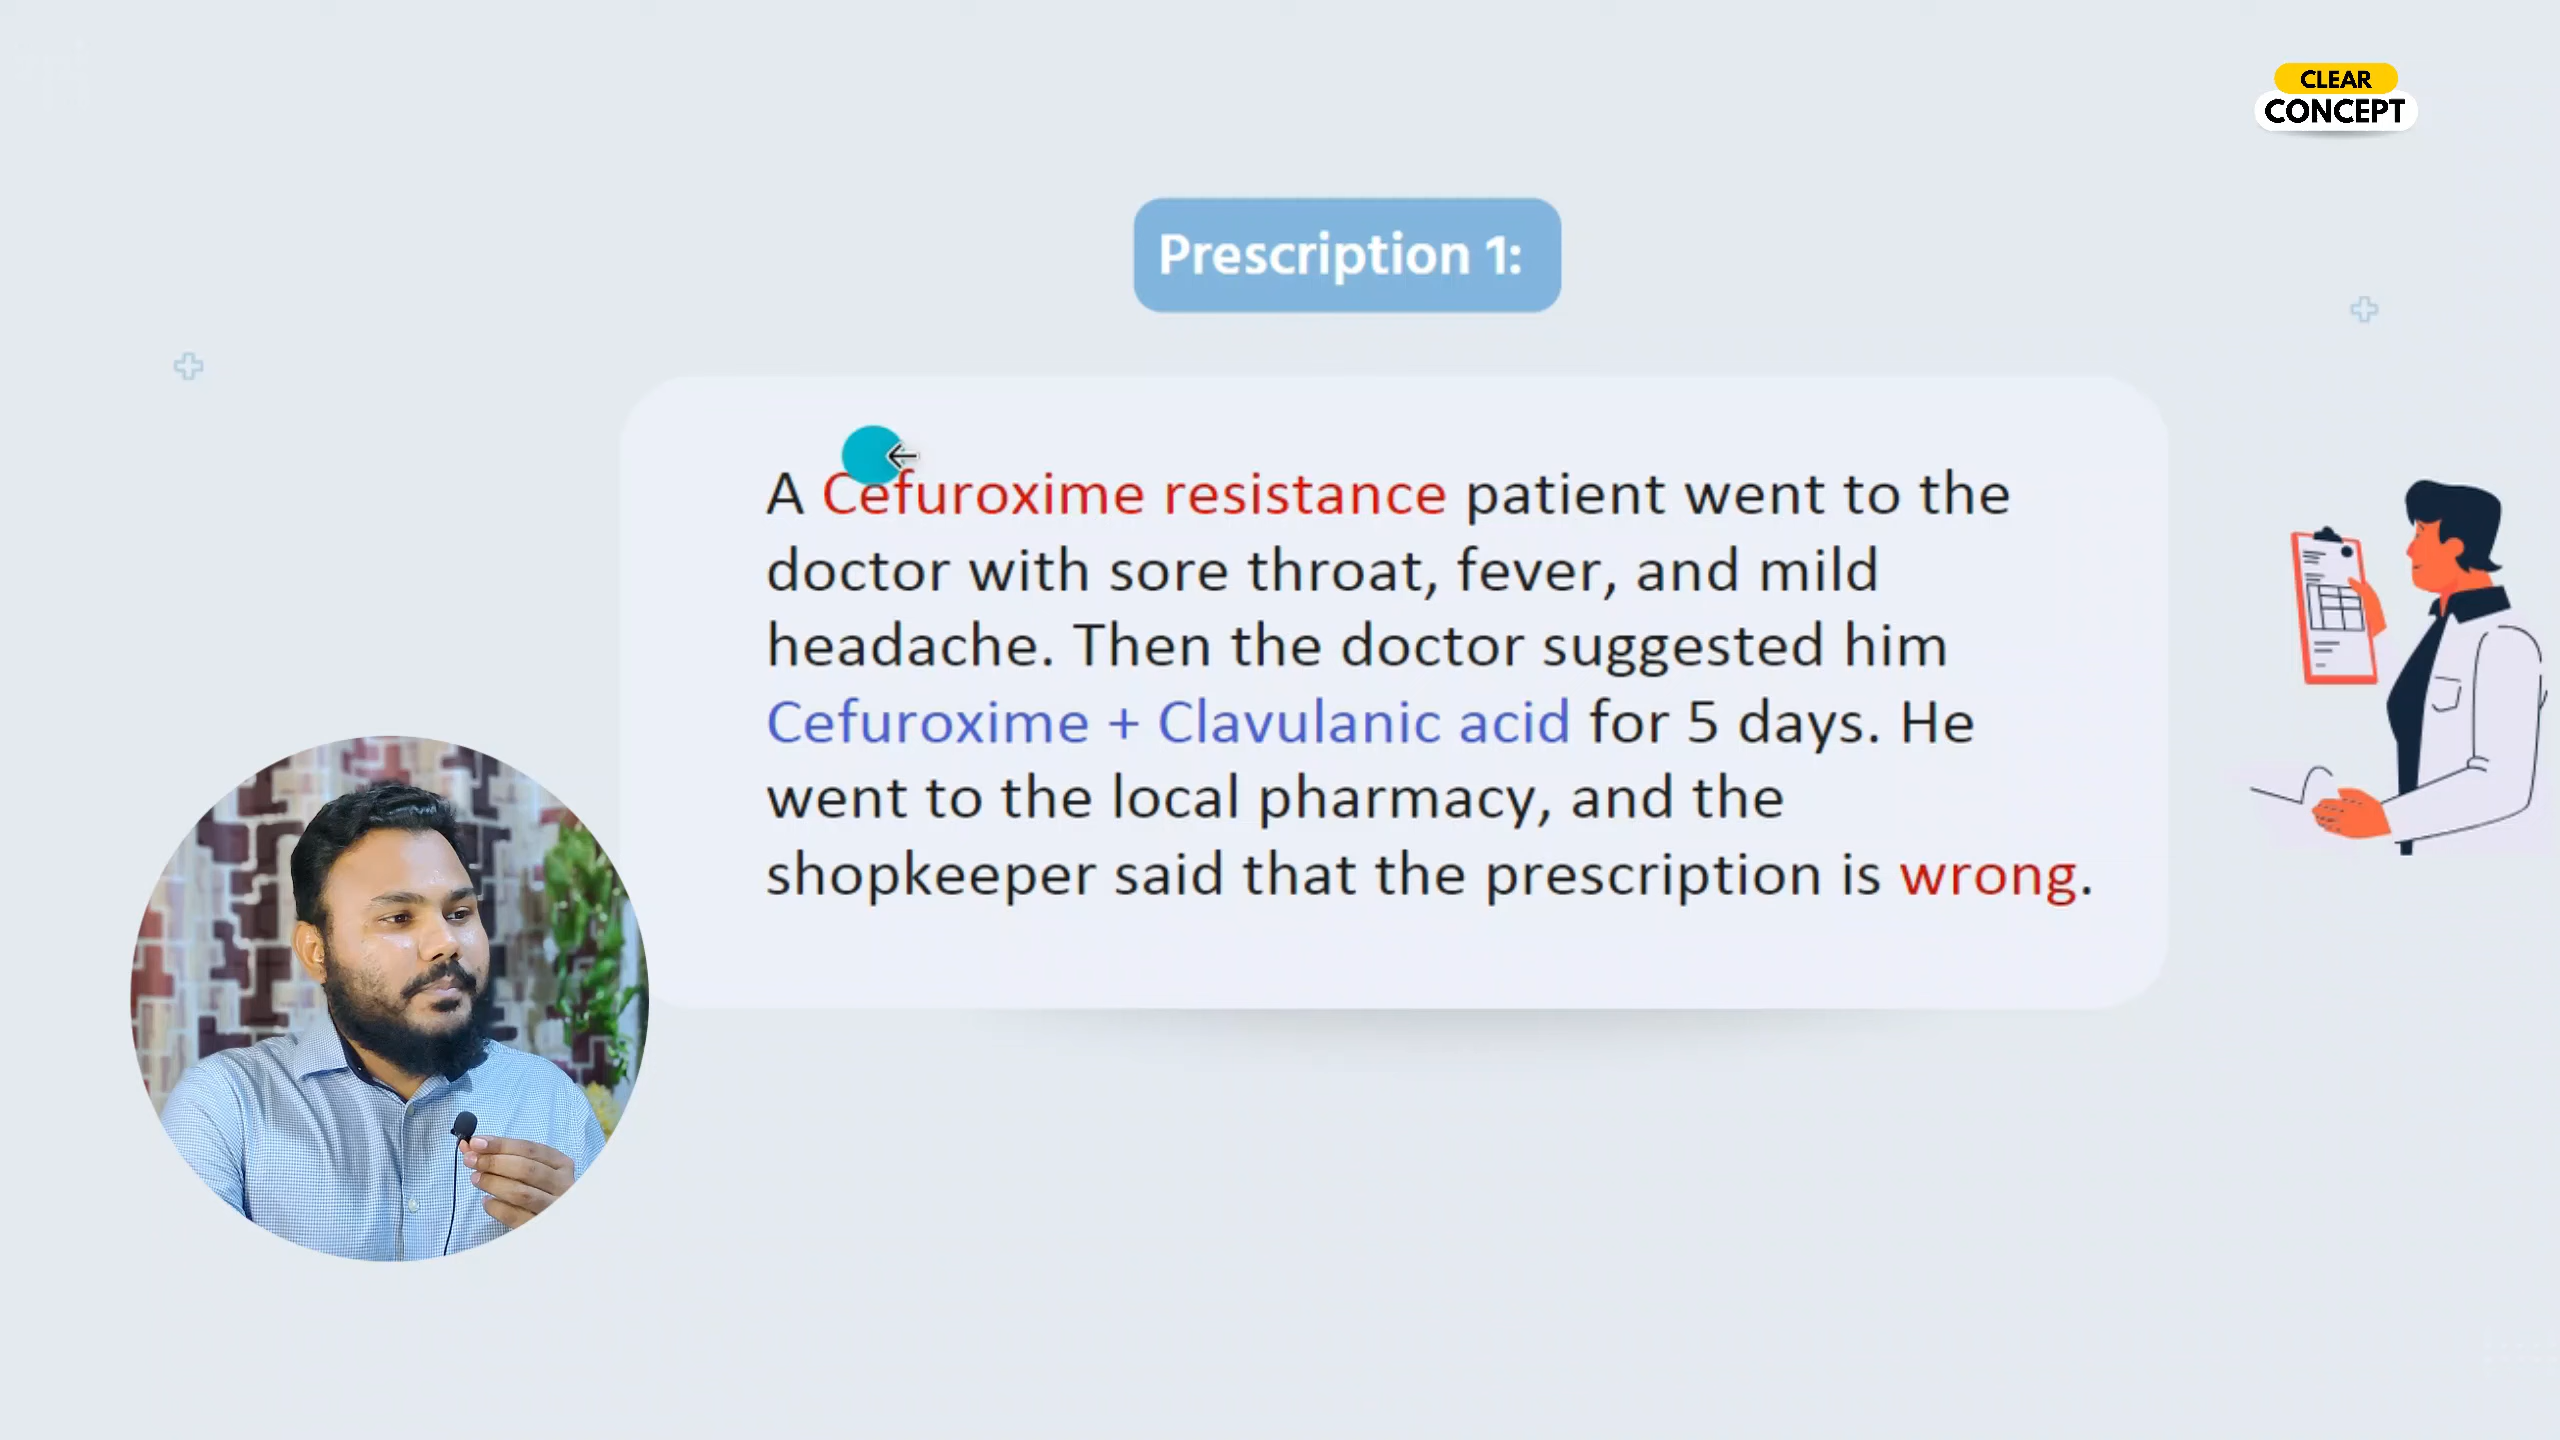 CLEAR
CONCEPT
Prescription 1:
A Cefuroxime resistance patient went to the
doctor with sore throat, fever, and mild
headache. Then the doctor suggested him
Cefuroxime + Clavulanic acid for 5 days. He
went to the local pharmacy, and the
shopkeeper said that the prescription is wrong.